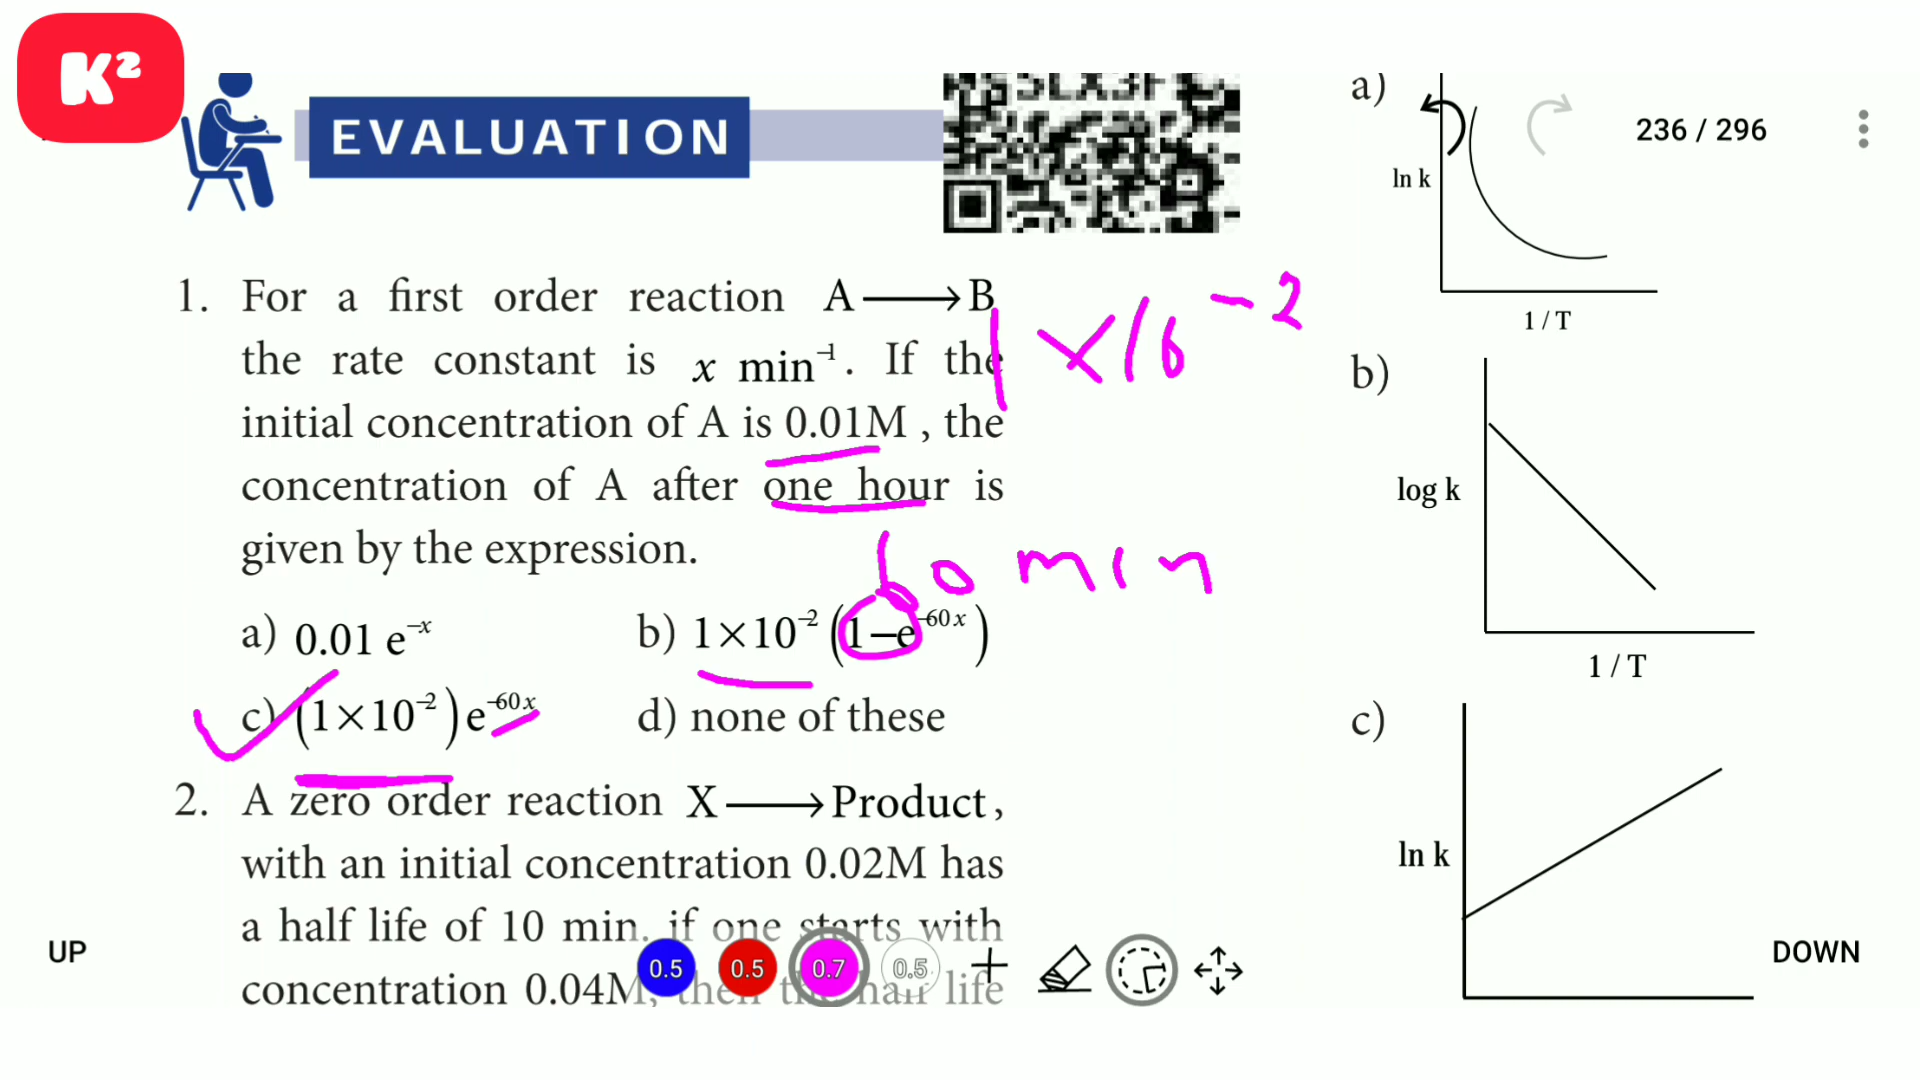 K²
EVALUATION
1. For a first order reaction A ⟶ B
the rate constant is x min⁻¹. If the
initial concentration of A is 0.01M , the
concentration of A after one hour is
given by the expression.
a) 0.01 e⁻ˣ b) 1×10⁻² (1–e⁻⁶⁰ˣ)
c) (1×10⁻²) e⁻⁶⁰ˣ d) none of these
2. A zero order reaction X ⟶ Product,
with an initial concentration 0.02M has
a half life of 10 min. if one starts with
concentration 0.04M, then the half life
1 × 10⁻²
60 min
a)
ln k
1 / T
b)
log k
1 / T
c)
ln k
236 / 296
UP
DOWN
0.5 0.5 0.7 0.5